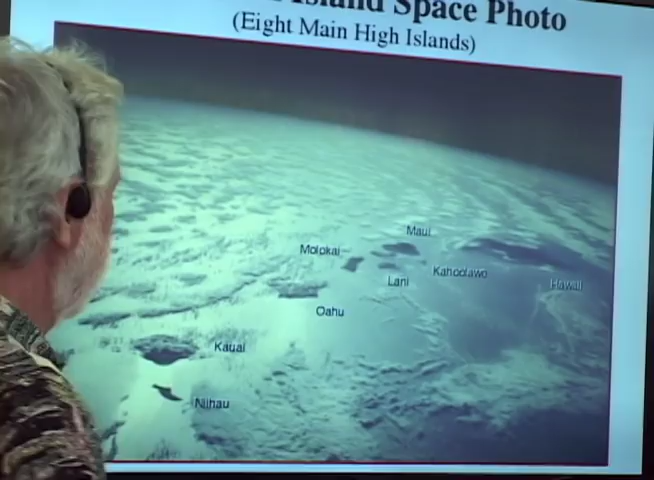 Island Space Photo
(Eight Main High Islands)
Maui
Molokai
Kahoolawo
Lani
Hawaii
Oahu
Kauai
Niihau